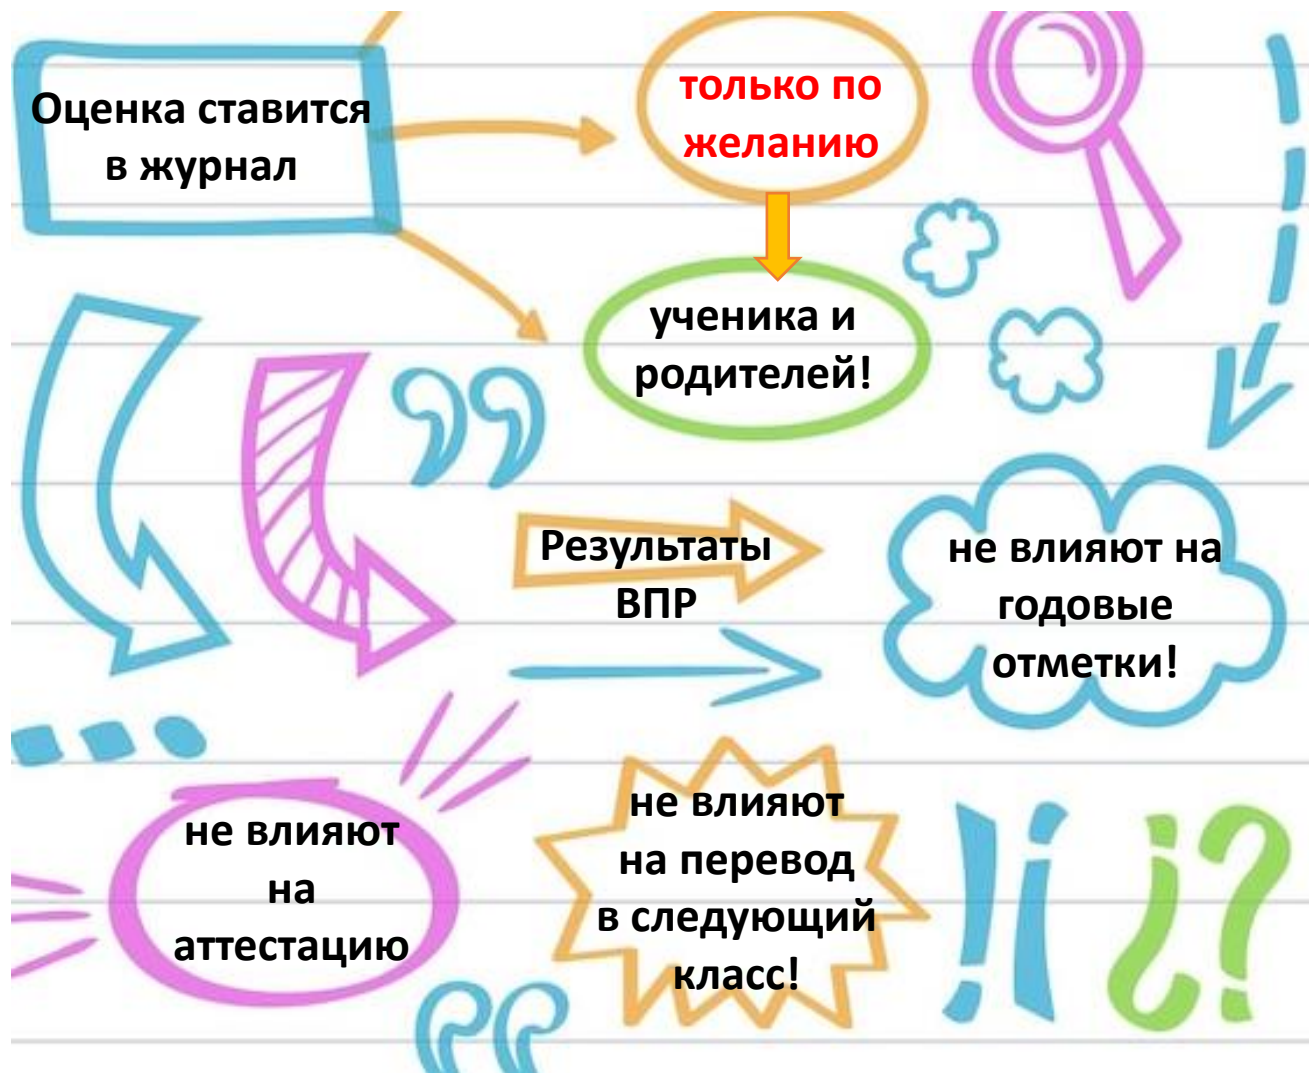 Оценка ставится
в журнал
только по
желанию
ученика и
родителей!
Результаты
ВПР
не влияют на
годовые
отметки!
не влияют
на
аттестацию
не влияют
на перевод
в следующий
класс!